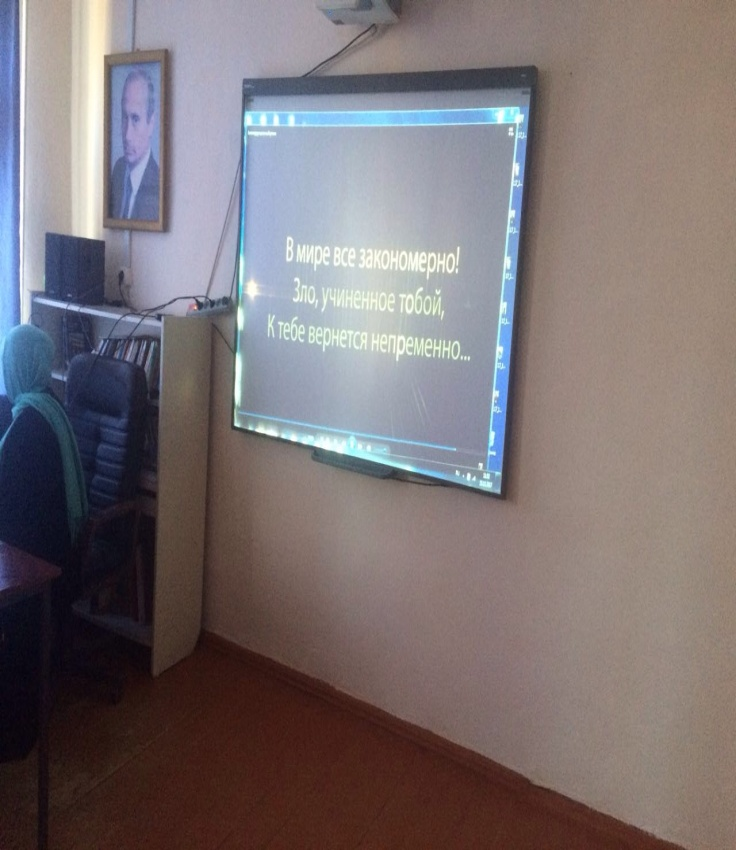 В мире все закономерно!
Зло, учиненное тобой,
К тебе вернется непременно...